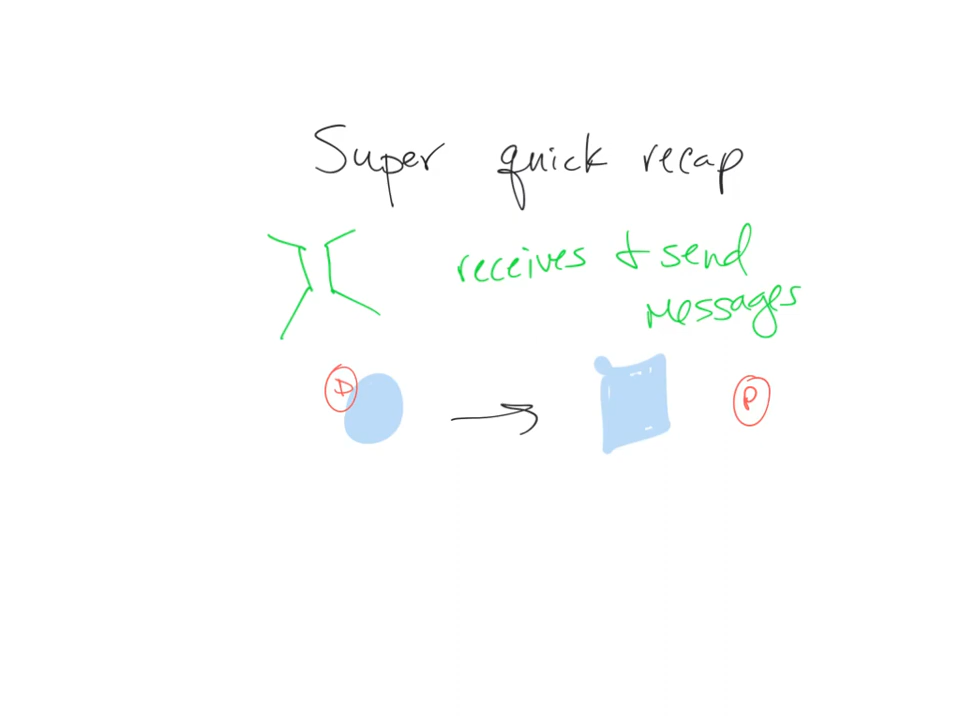 Super quick recap
receives & send
messages
D
P